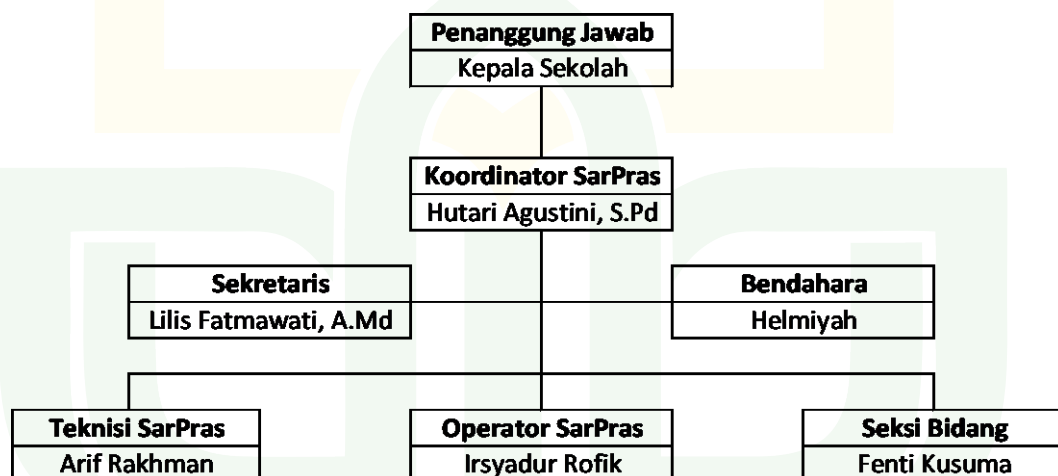 Penanggung Jawab
Kepala Sekolah
Koordinator SarPras
Hutari Agustini, S.Pd
Sekretaris
Lilis Fatmawati, A.Md
Bendahara
Helmiyah
Teknisi SarPras
Arif Rakhman
Operator SarPras
Irsyadur Rofik
Seksi Bidang
Fenti Kusuma